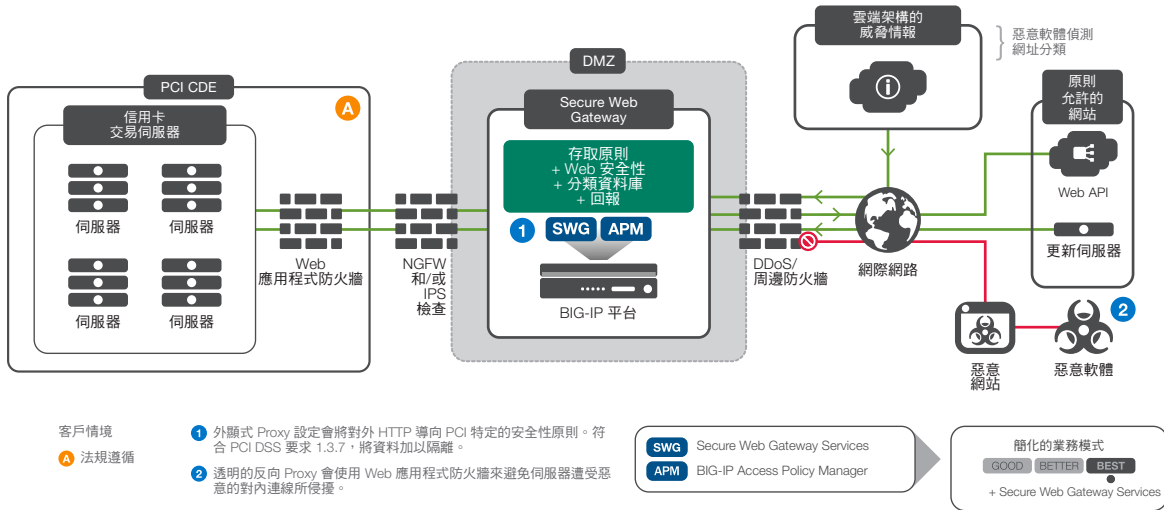 PCI CDE
A
信用卡
交易伺服器
伺服器
伺服器
伺服器
伺服器
Web
應用程式防火牆
NGFW
和/或
IPS
檢查
DMZ
Secure Web
Gateway
存取原則
+ Web 安全性
+ 分類資料庫
+ 回報
1
SWG
APM
BIG-IP 平台
DDoS/
周邊防火牆
雲端架構的
威脅情報
惡意軟體偵測
網址分類
網際網路
原則
允許的
網站
Web API
更新伺服器
2
惡意
網站
惡意軟體
客戶情境
A 法規遵循
1 外顯式 Proxy 設定會將對外 HTTP 導向 PCI 特定的安全性原則。符
合 PCI DSS 要求 1.3.7，將資料加以隔離。
2 透明的反向 Proxy 會使用 Web 應用程式防火牆來避免伺服器遭受惡
意的對內連線所侵擾。
SWG Secure Web Gateway Services
APM BIG-IP Access Policy Manager
簡化的業務模式
GOOD BETTER BEST
+ Secure Web Gateway Services